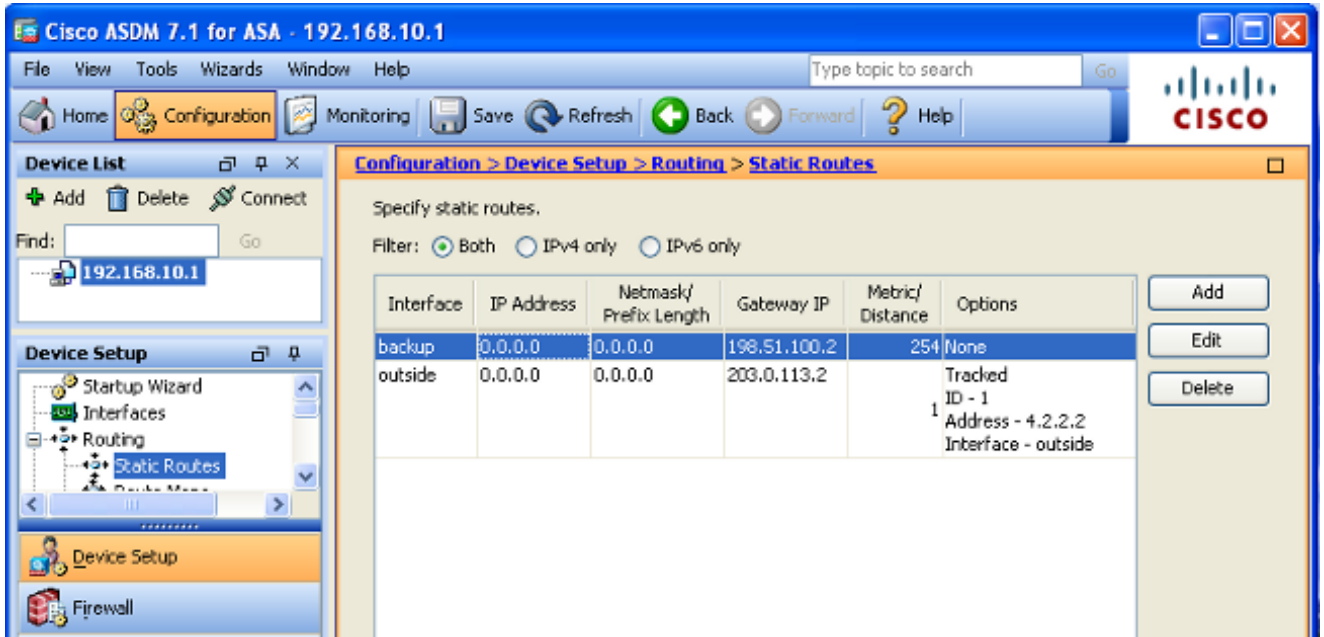 Cisco ASDM 7.1 for ASA - 192.168.10.1
File View Tools Wizards Window Help Type topic to search Go
Home Configuration Monitoring Save Refresh Back Forward Help
CISCO
Device List
Add Delete Connect
Find: Go
192.168.10.1
Device Setup
Startup Wizard
Interfaces
Routing
Static Routes
Device Setup
Firewall
Configuration > Device Setup > Routing > Static Routes
Specify static routes.
Filter: Both IPv4 only IPv6 only
Interface IP Address Netmask/ Prefix Length Gateway IP Metric/ Distance Options
backup 0.0.0.0 0.0.0.0 198.51.100.2 254 None
outside 0.0.0.0 0.0.0.0 203.0.113.2 1 Tracked
ID - 1
Address - 4.2.2.2
Interface - outside
Add
Edit
Delete